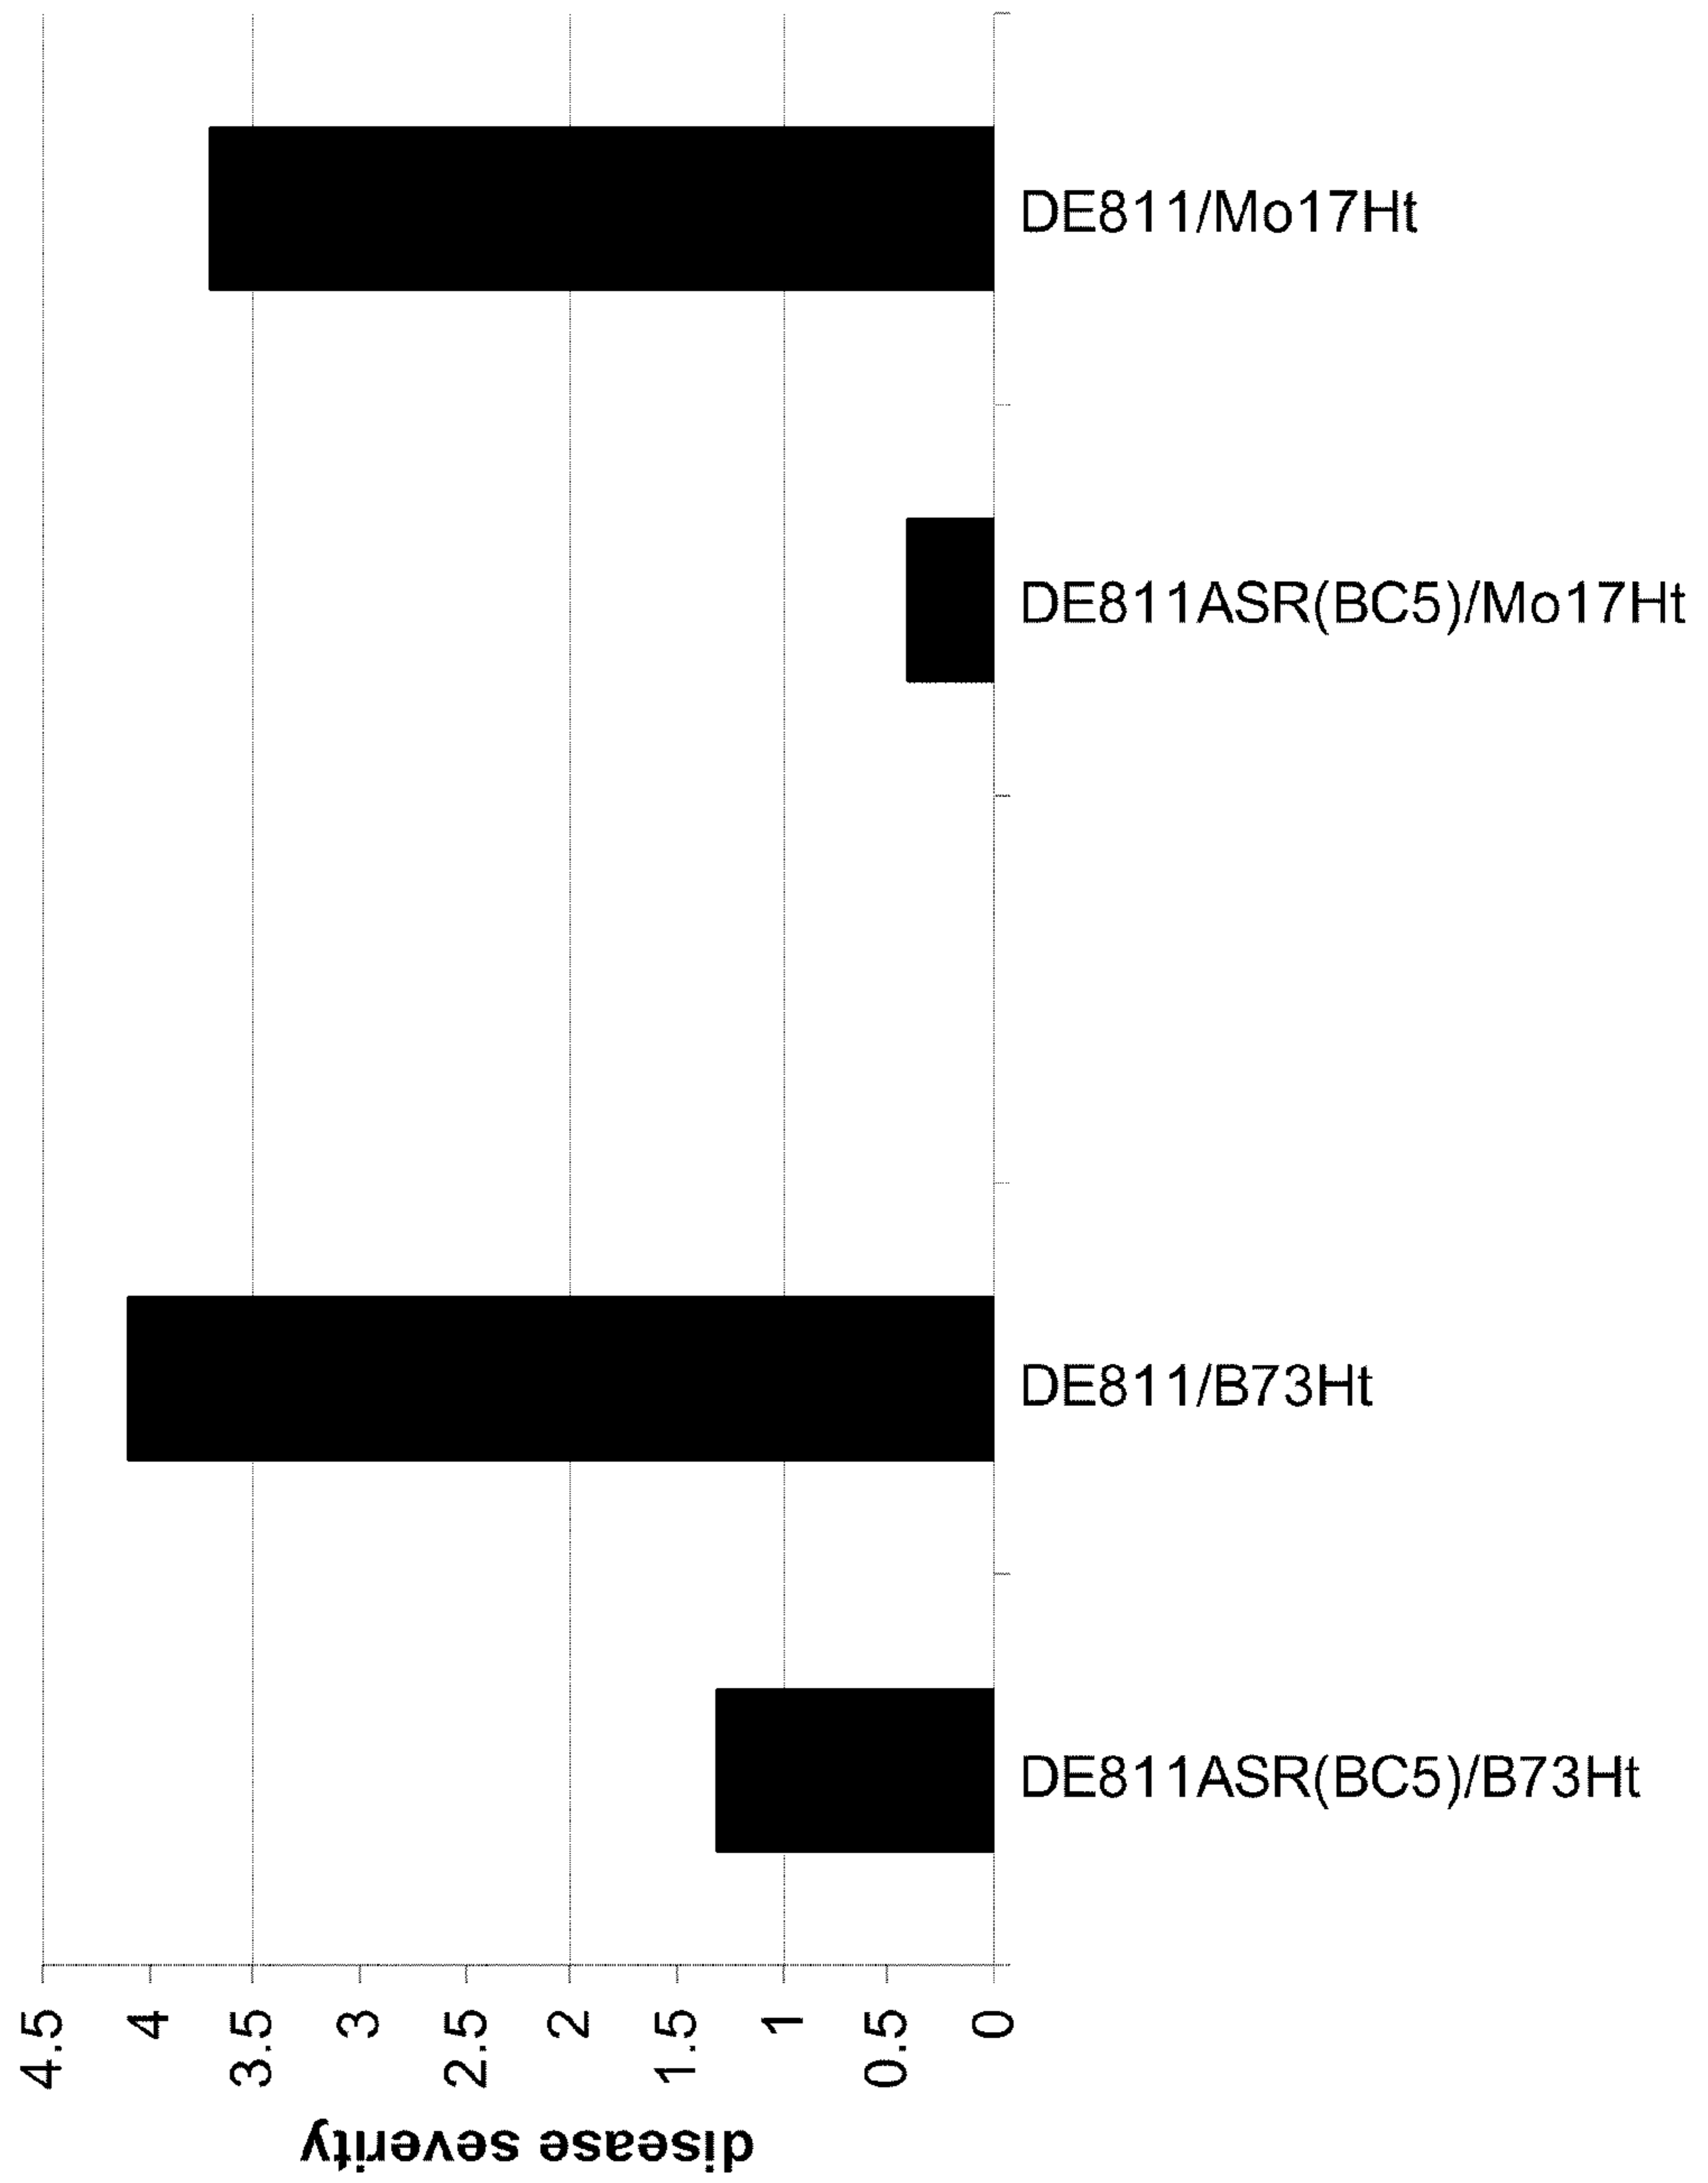 disease severity
4.5
4
3.5
3
2.5
2
1.5
1
0.5
0
DE811ASR(BC5)/B73Ht
DE811/B73Ht
DE811ASR(BC5)/Mo17Ht
DE811/Mo17Ht